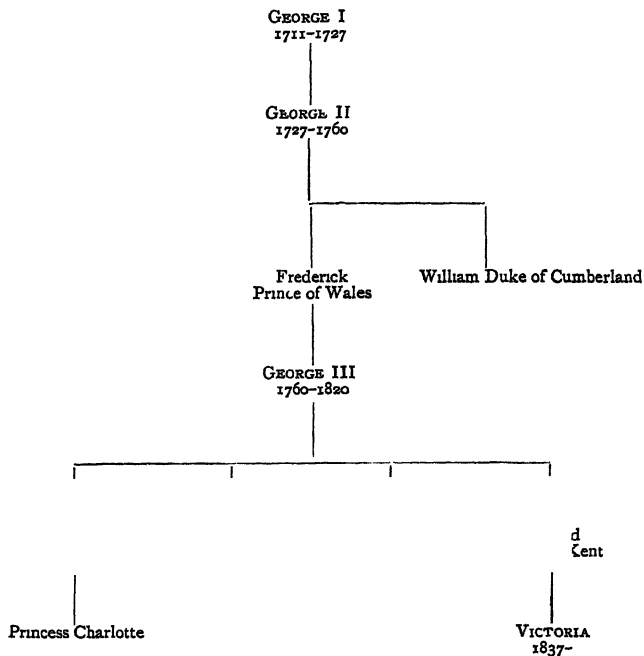 GEORGE I
1711-1727
GEORGE II
1727-1760
Frederick
Prince of Wales
William Duke of Cumberland
GEORGE III
1760-1820
d
Kent
Princess Charlotte
VICTORIA
1837-